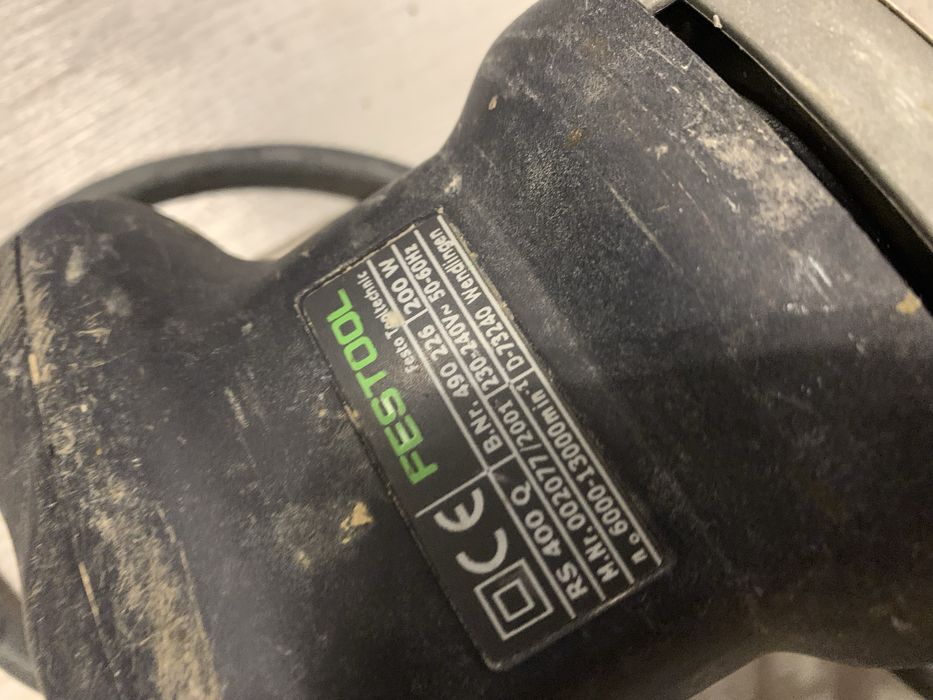 FESTOOL
Festo Tooltechnic
CE
RS 400 Q B.Nr. 490 226 200 W
M.Nr. 002077/2001 230-240V~ 50-60Hz
n₀ 6000-13000min⁻¹ D-73240 Wendlingen